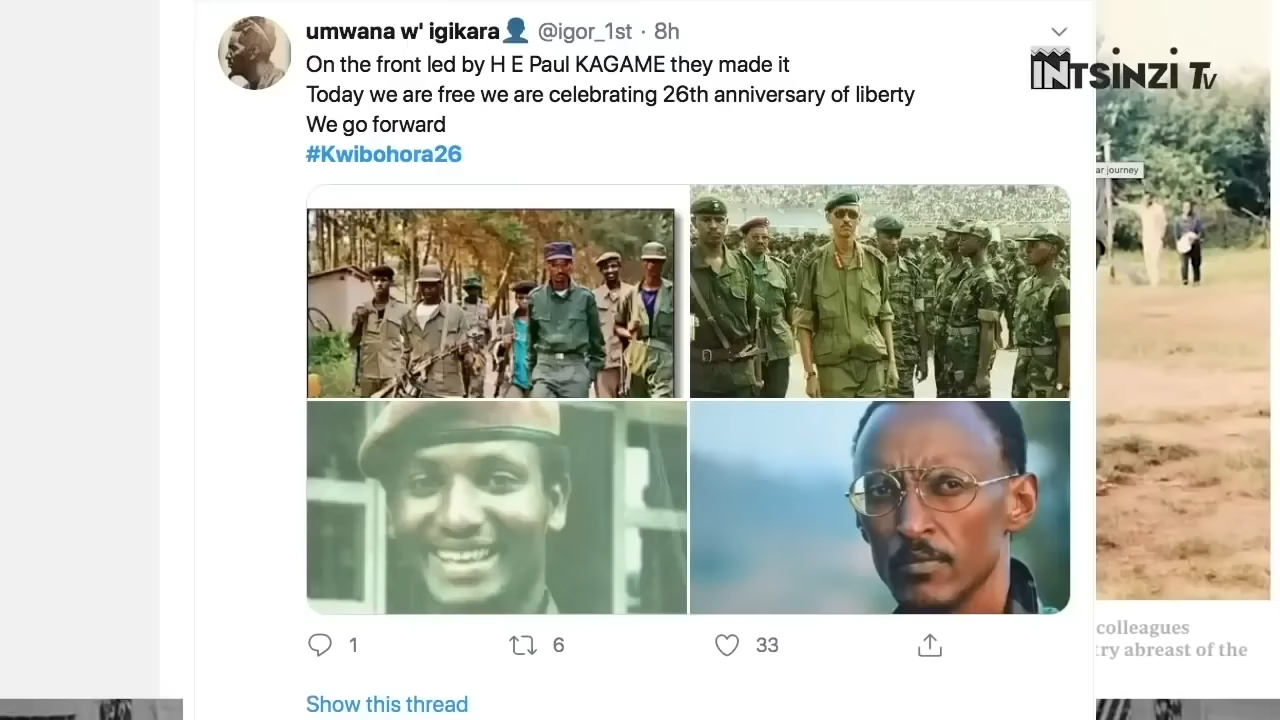 umwana w' igikara @igor_1st · 8h
On the front led by H E Paul KAGAME they made it
Today we are free we are celebrating 26th anniversary of liberty
We go forward
#Kwibohora26
INTSINZI TV
ar journey
1 6 33
colleagues
try abreast of the
Show this thread